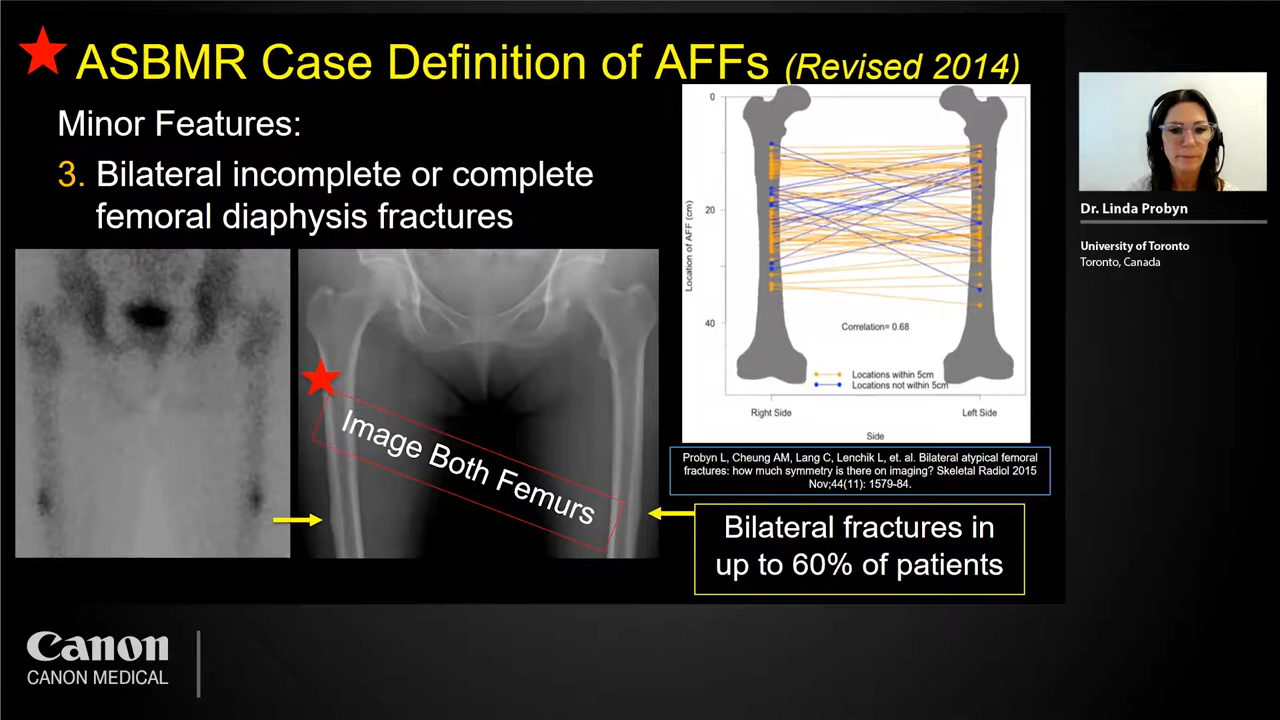 ASBMR Case Definition of AFFs (Revised 2014)
Minor Features:
3. Bilateral incomplete or complete
femoral diaphysis fractures
Image Both Femurs
0
20
40
Location of AFF (cm)
Correlation= 0.68
Locations within 5cm
Locations not within 5cm
Right Side
Left Side
Side
Probyn L, Cheung AM, Lang C, Lenchik L, et. al. Bilateral atypical femoral
fractures: how much symmetry is there on imaging? Skeletal Radiol 2015
Nov;44(11): 1579-84.
Bilateral fractures in
up to 60% of patients
Dr. Linda Probyn
University of Toronto
Toronto, Canada
Canon
CANON MEDICAL